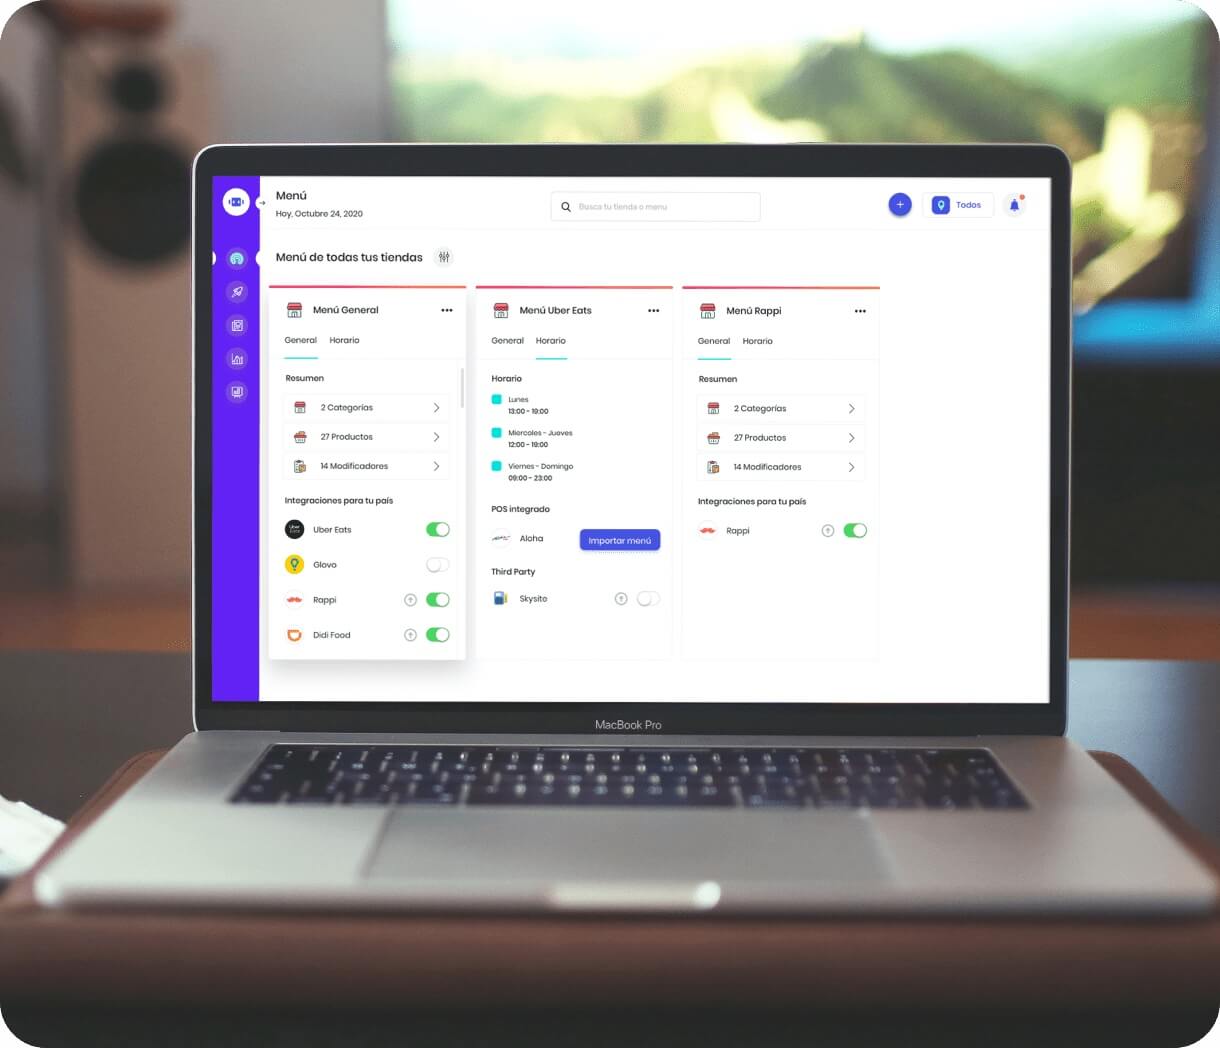 Menú
Hoy, Octubre 24, 2020
Busca tu tienda o menu
Todos
Menú de todas tus tiendas
Menú General
General Horario
Resumen
2 Categorías
27 Productos
14 Modificadores
Integraciones para tu país
Uber Eats
Uber Eats
Glovo
Rappi
Didi Food
Menú Uber Eats
General Horario
Horario
Lunes
13:00 - 19:00
Miercoles - Jueves
12:00 - 19:00
Viernes - Domingo
09:00 - 23:00
POS integrado
Aloha
Importar menú
Third Party
Skysito
Menú Rappi
General Horario
Resumen
2 Categorías
27 Productos
14 Modificadores
Integraciones para tu país
Rappi
MacBook Pro